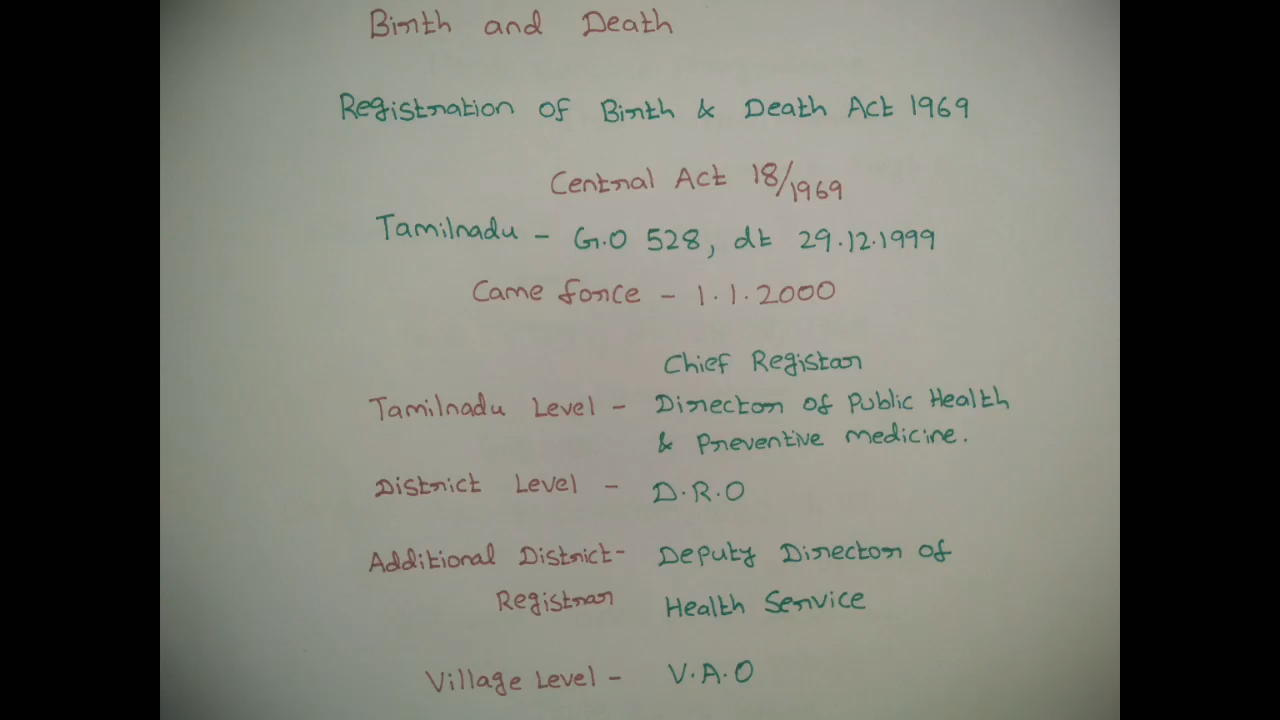 Birth and Death
Registration of Birth & Death Act 1969
Central Act 18/1969
Tamilnadu - G.O 528, dt 29.12.1999
Came force - 1.1.2000
Chief Registar
Tamilnadu Level - Director of Public Health
& Preventive medicine.
District Level - D.R.O
Additional District- Deputy Director of
Registrar Health Service
Village Level - V.A.O